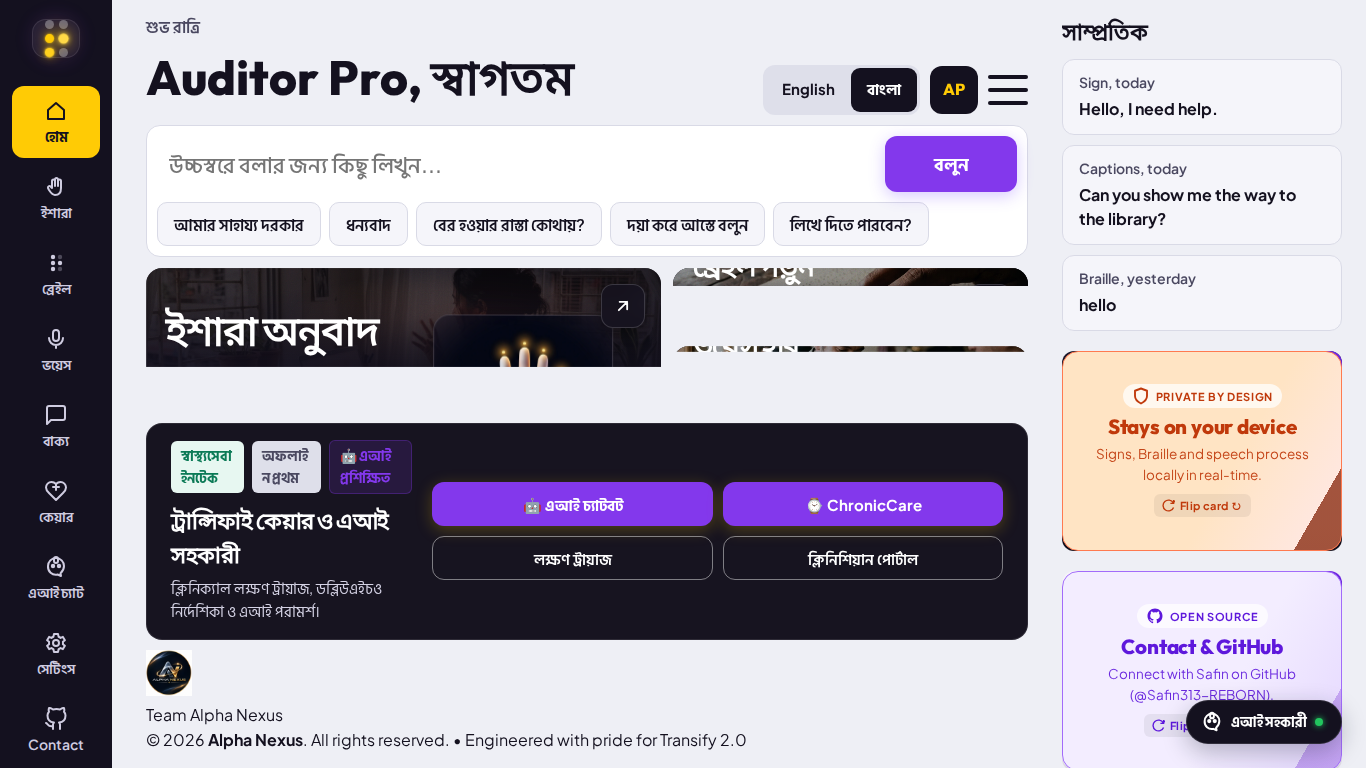 হোম
ইশারা
ব্রেইল
ভয়েস
বাক্য
কেয়ার
এআই চ্যাট
সেটিংস
Contact
শুভ রাত্রি
Auditor Pro, স্বাগতম
English
বাংলা
AP
উচ্চস্বরে বলার জন্য কিছু লিখুন...
বলুন
আমার সাহায্য দরকার
ধন্যবাদ
বের হওয়ার রাস্তা কোথায়?
দয়া করে আস্তে বলুন
লিখে দিতে পারবেন?
ইশারা অনুবাদ
ব্রেইল পড়ুন
স্বাস্থ্যসেবা
ইনটেক
অফলাই
ন প্রথম
🤖 এআই
প্রশিক্ষিত
ট্রান্সিফাই কেয়ার ও এআই
সহকারী
ক্লিনিক্যাল লক্ষণ ট্রায়াজ, ডব্লিউএইচও
নির্দেশিকা ও এআই পরামর্শ।
🤖 এআই চ্যাটবট
⌚ ChronicCare
লক্ষণ ট্রায়াজ
ক্লিনিশিয়ান পোর্টাল
ALPHA NEXUS
Team Alpha Nexus
© 2026 Alpha Nexus. All rights reserved. • Engineered with pride for Transify 2.0
সাম্প্রতিক
Sign, today
Hello, I need help.
Captions, today
Can you show me the way to
the library?
Braille, yesterday
hello
PRIVATE BY DESIGN
Stays on your device
Signs, Braille and speech process
locally in real-time.
Flip card ↻
OPEN SOURCE
Contact & GitHub
Connect with Safin on GitHub
(@Safin313-REBORN).
Flip
এআই সহকারী